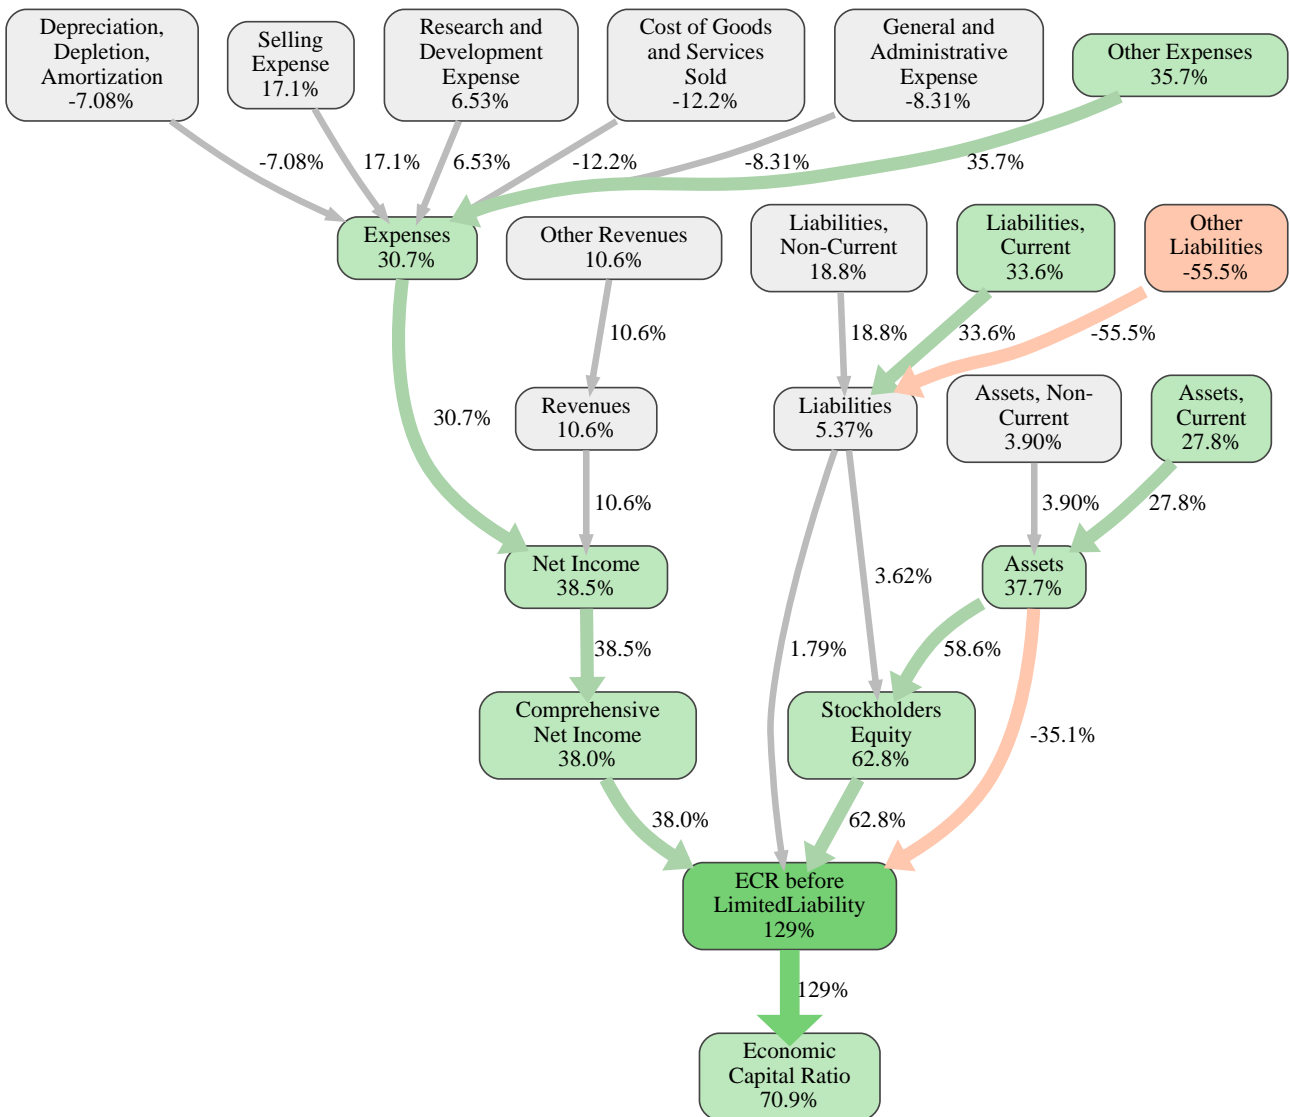 Depreciation,
Depletion,
Amortization
-7.08%
Selling
Expense
17.1%
Research and
Development
Expense
6.53%
Cost of Goods
and Services
Sold
-12.2%
General and
Administrative
Expense
-8.31%
Other Expenses
35.7%
-7.08%
17.1%
6.53%
-12.2%
-8.31%
35.7%
Expenses
30.7%
Other Revenues
10.6%
Liabilities,
Non-Current
18.8%
Liabilities,
Current
33.6%
Other
Liabilities
-55.5%
10.6%
18.8%
33.6%
-55.5%
30.7%
Revenues
10.6%
Liabilities
5.37%
Assets, Non-
Current
3.90%
Assets,
Current
27.8%
10.6%
3.90%
27.8%
Net Income
38.5%
3.62%
Assets
37.7%
38.5%
1.79%
58.6%
Comprehensive
Net Income
38.0%
Stockholders
Equity
62.8%
-35.1%
38.0%
62.8%
ECR before
LimitedLiability
129%
129%
Economic
Capital Ratio
70.9%